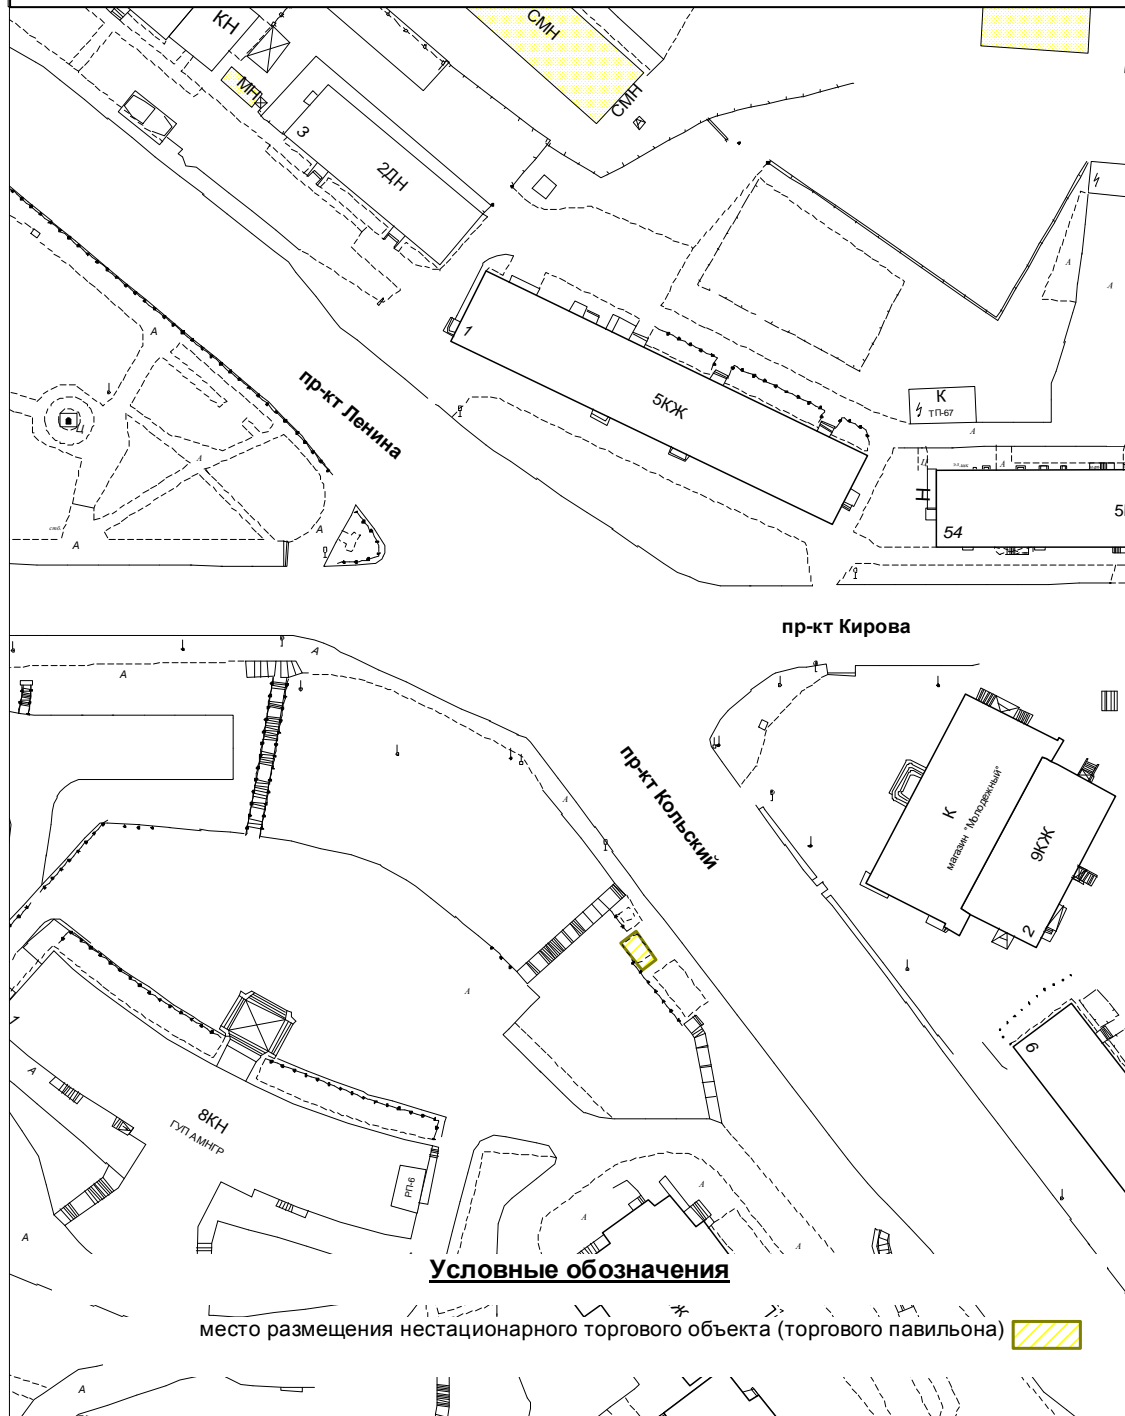 КН
СМН
МН
СМН
3
2ДН
А
А
А
1
пр-кт Ленина
5КЖ
К
ТП-67
А
А
А
А
А
Н
54
5
пр-кт Кирова
А
А
пр-кт Кольский
А
К
магазин "Молодежный"
9КЖ
2
А
1
6
А
8КН
ГУП АМНГР
РП-6
А
А
А
А
Условные обозначения
место размещения нестационарного торгового объекта (торгового павильона)
Ж
А
А